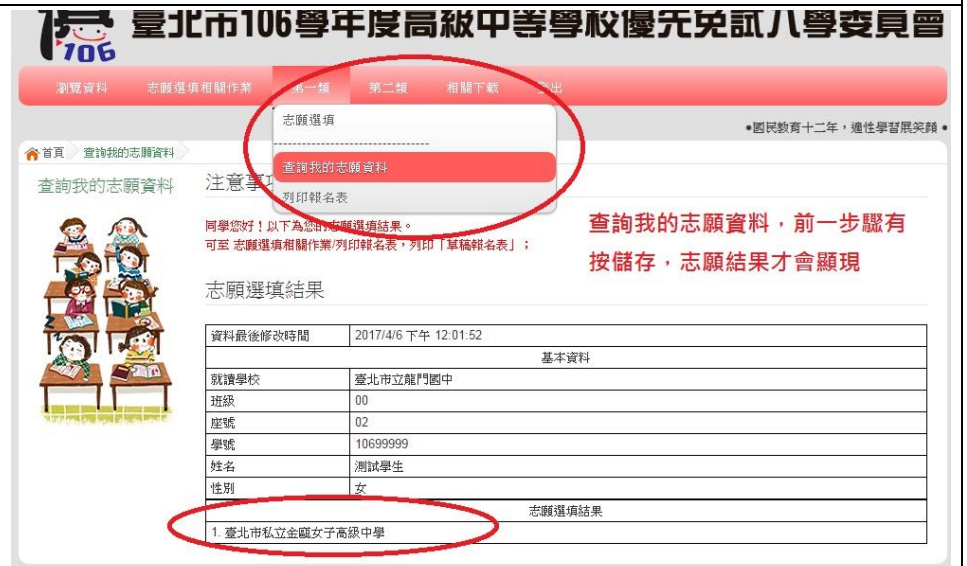 106
臺北市106學年度高級中等學校優先免試入學委員會
瀏覽資料 志願選填相關作業 第一類 第二類 相關下載 登出
志願選填
查詢我的志願資料
列印報名表
•國民教育十二年，適性學習展笑顏•
首頁 查詢我的志願資料
查詢我的志願資料
注意事項
同學您好！以下為您的志願選填結果。
可至 志願選填相關作業/列印報名表，列印「草稿報名表」；
查詢我的志願資料，前一步驟有
按儲存，志願結果才會顯現
志願選填結果
資料最後修改時間 2017/4/6 下午 12:01:52
基本資料
就讀學校 臺北市立龍門國中
班級 00
座號 02
學號 10699999
姓名 測試學生
性別 女
志願選填結果
1. 臺北市私立金甌女子高級中學